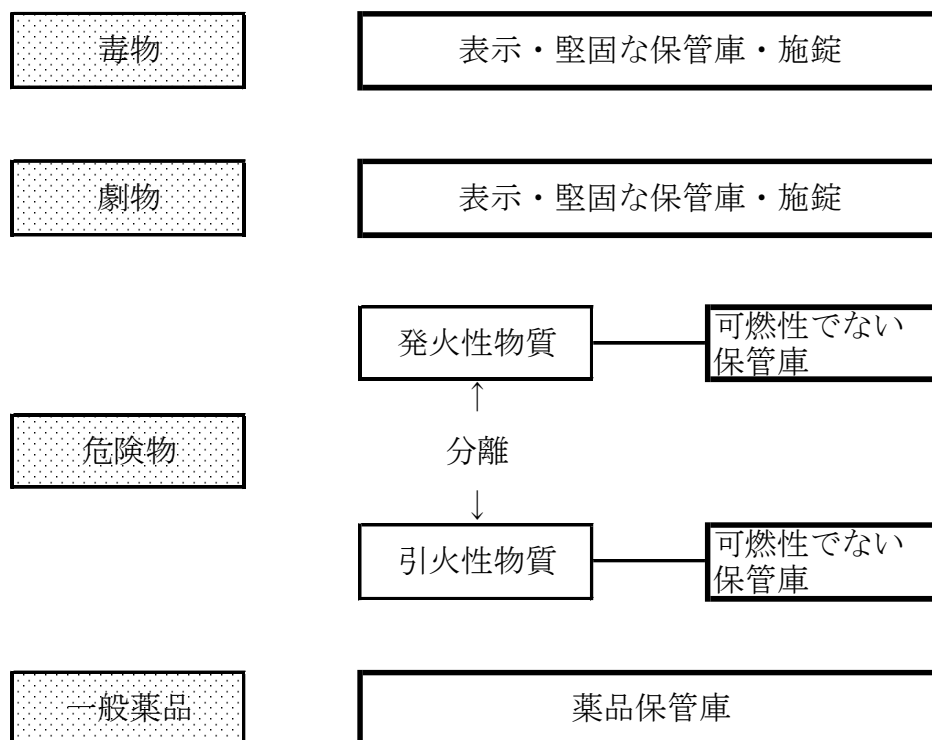 毒物
表示・堅固な保管庫・施錠
劇物
表示・堅固な保管庫・施錠
発火性物質
可燃性でない
保管庫
↑
危険物
分離
↓
引火性物質
可燃性でない
保管庫
一般薬品
薬品保管庫